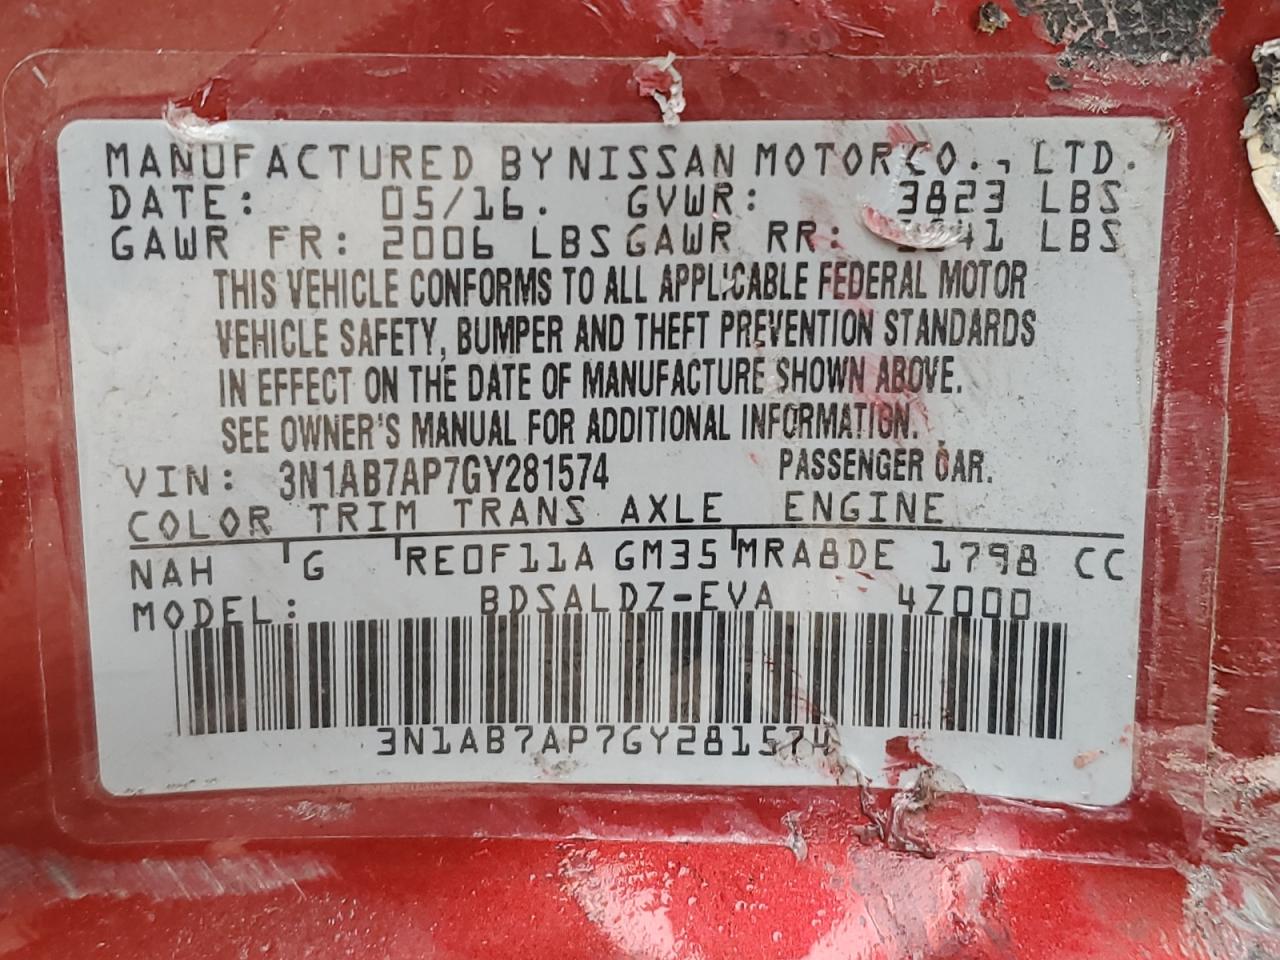 MANUFACTURED BY NISSAN MOTOR CO., LTD.
DATE: 05/16. GVWR: 3823 LBS
GAWR FR: 2006 LBS GAWR RR: LBS
THIS VEHICLE CONFORMS TO ALL APPLICABLE FEDERAL MOTOR
VEHICLE SAFETY, BUMPER AND THEFT PREVENTION STANDARDS
IN EFFECT ON THE DATE OF MANUFACTURE SHOWN ABOVE.
SEE OWNER'S MANUAL FOR ADDITIONAL INFORMATION.
VIN: 3N1AB7AP7GY281574 PASSENGER CAR.
COLOR TRIM TRANS AXLE ENGINE
NAH G RE0F11A GM35 MRA8DE 1798 CC
MODEL: BDSALDZ-EVA 4Z000
3N1AB7AP7GY281574